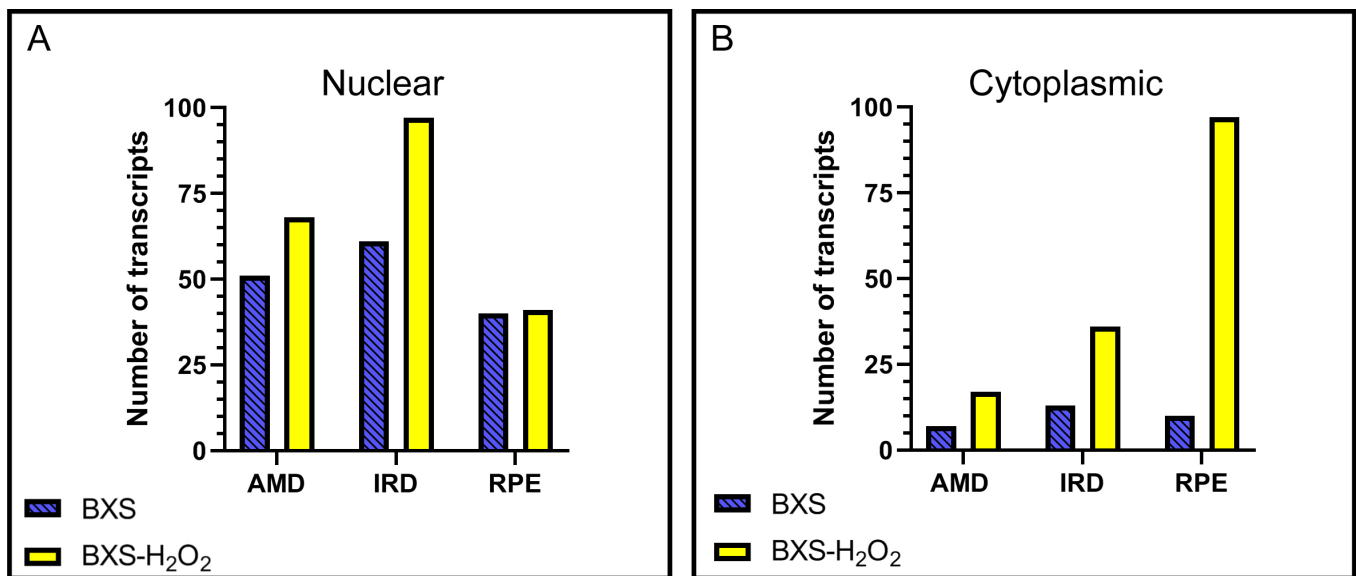 A
Nuclear
Number of transcripts
100
75
50
25
0
AMD IRD RPE
BXS
BXS-H₂O₂
B
Cytoplasmic
Number of transcripts
100
75
50
25
0
AMD IRD RPE
BXS
BXS-H₂O₂